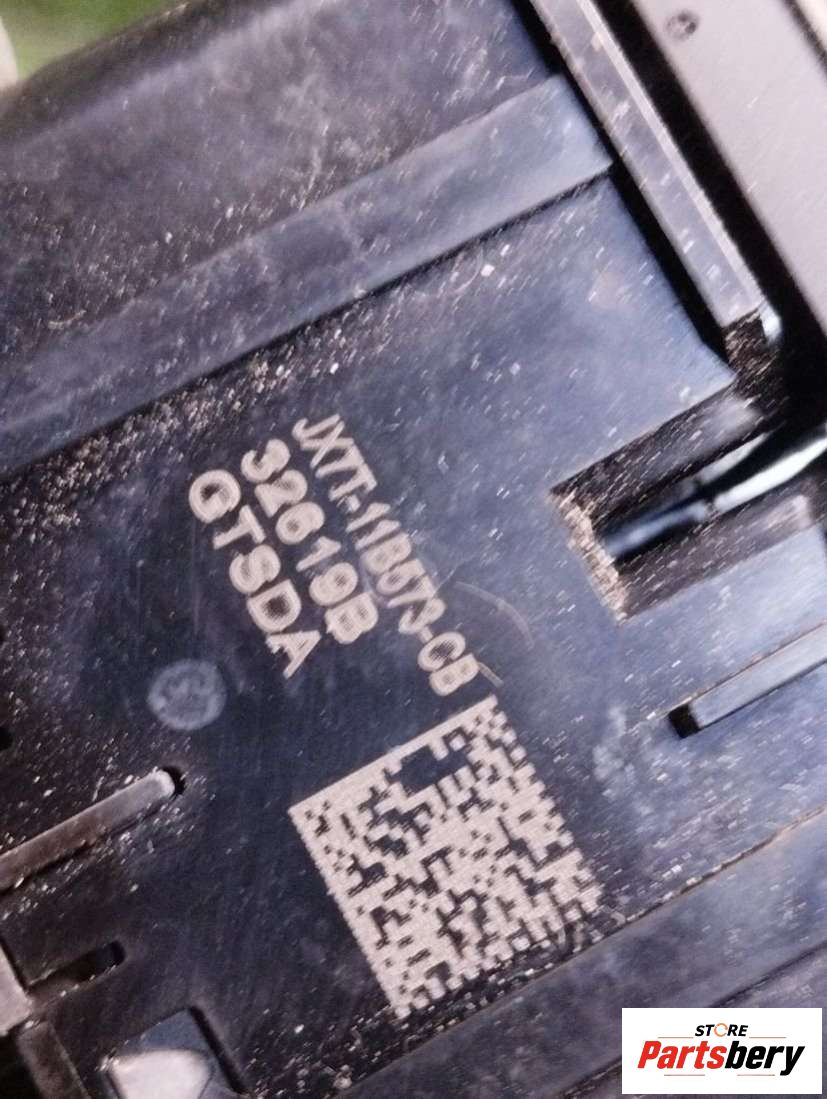 JX7T-11B573-CB
32619B
GTSDA
STORE
Partsbery